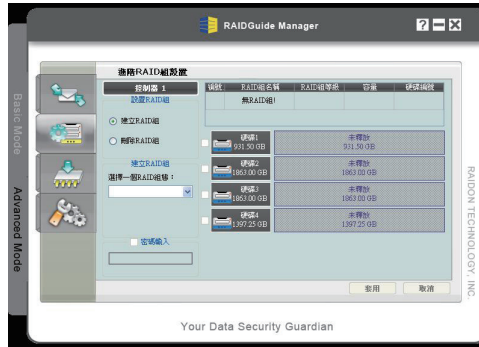 RAIDGuide Manager
進階RAID組設置
控制器 1
設置RAID組
建立RAID組
刪除RAID組
建立RAID組
選擇一個RAID組態：
密碼輸入
編號 RAID組名稱 RAID組等級 容量 硬碟編號
無RAID組!
硬碟1
931.50 GB
未釋放
931.50 GB
硬碟2
1863.00 GB
未釋放
1863.00 GB
硬碟3
1863.00 GB
未釋放
1863.00 GB
硬碟4
1397.25 GB
未釋放
1397.25 GB
套用
取消
Basic Mode
Advanced Mode
RAIDON TECHNOLOGY, INC.
Your Data Security Guardian